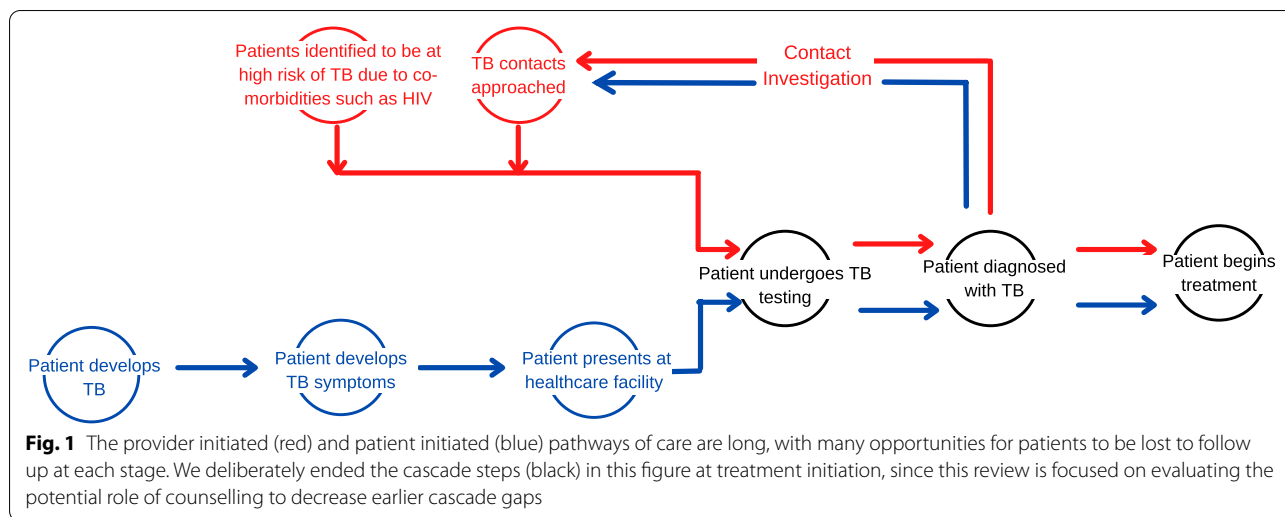 Patients identified to be at
high risk of TB due to co-
morbidities such as HIV
TB contacts
approached
Contact
Investigation
Patient undergoes TB
testing
Patient diagnosed
with TB
Patient begins
treatment
Patient develops
TB
Patient develops
TB symptoms
Patient presents at
healthcare facility
Fig. 1 The provider initiated (red) and patient initiated (blue) pathways of care are long, with many opportunities for patients to be lost to follow
up at each stage. We deliberately ended the cascade steps (black) in this figure at treatment initiation, since this review is focused on evaluating the
potential role of counselling to decrease earlier cascade gaps